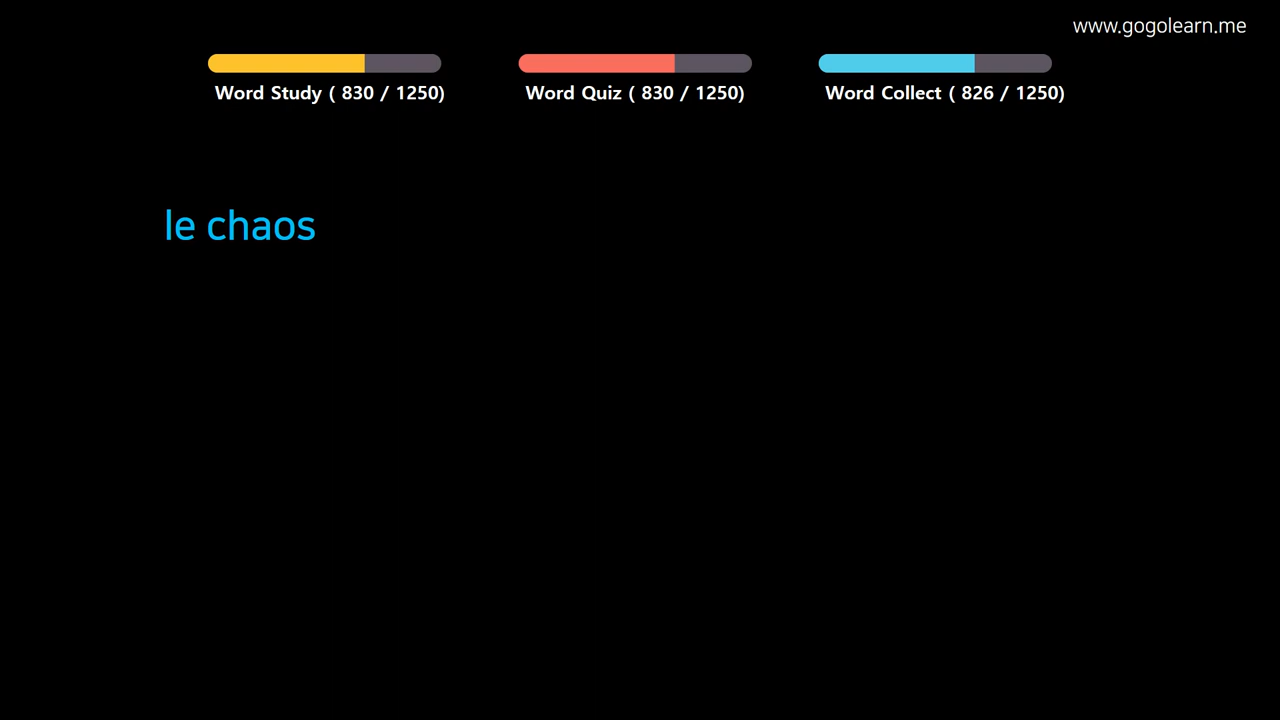 www.gogolearn.me
Word Study ( 830 / 1250)
Word Quiz ( 830 / 1250)
Word Collect ( 826 / 1250)
le chaos